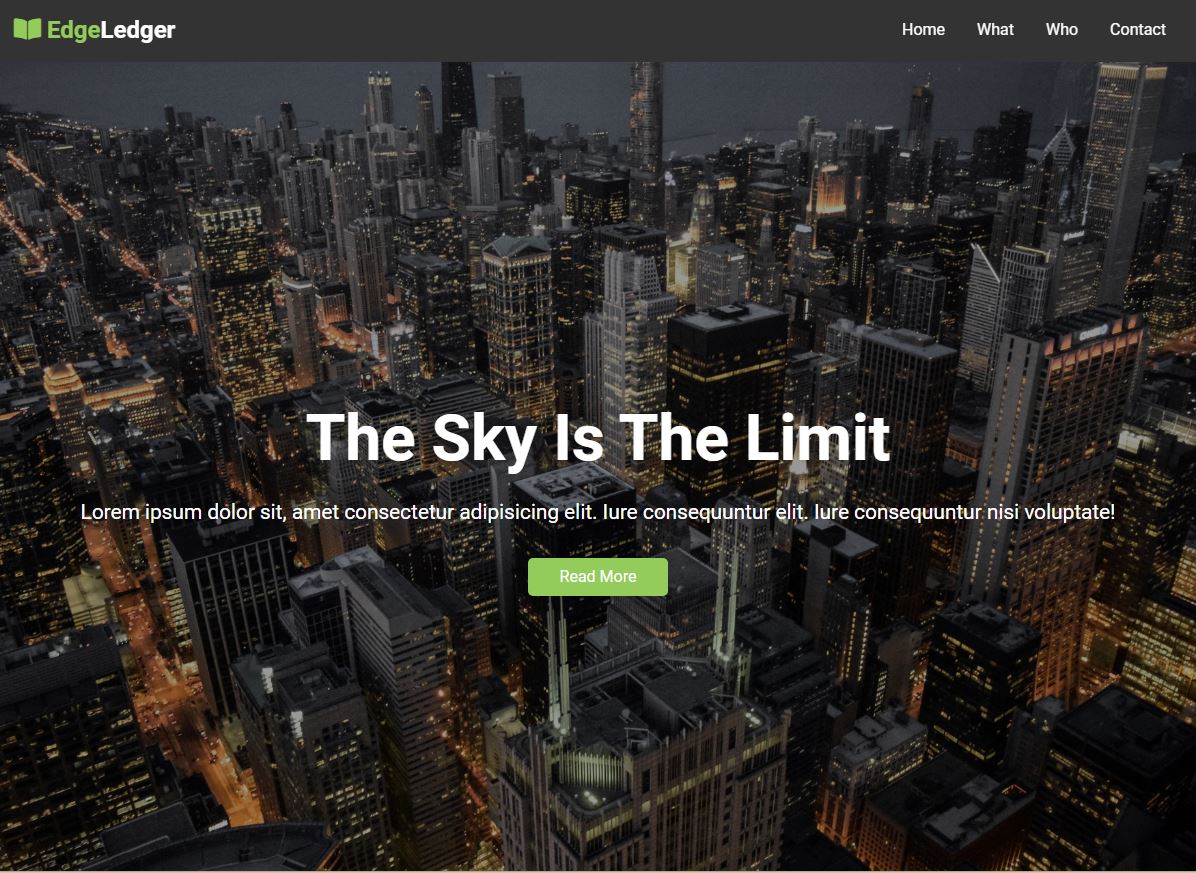 EdgeLedger
Home What Who Contact
The Sky Is The Limit
Lorem ipsum dolor sit, amet consectetur adipisicing elit. Iure consequuntur elit. Iure consequuntur nisi voluptate!
Read More